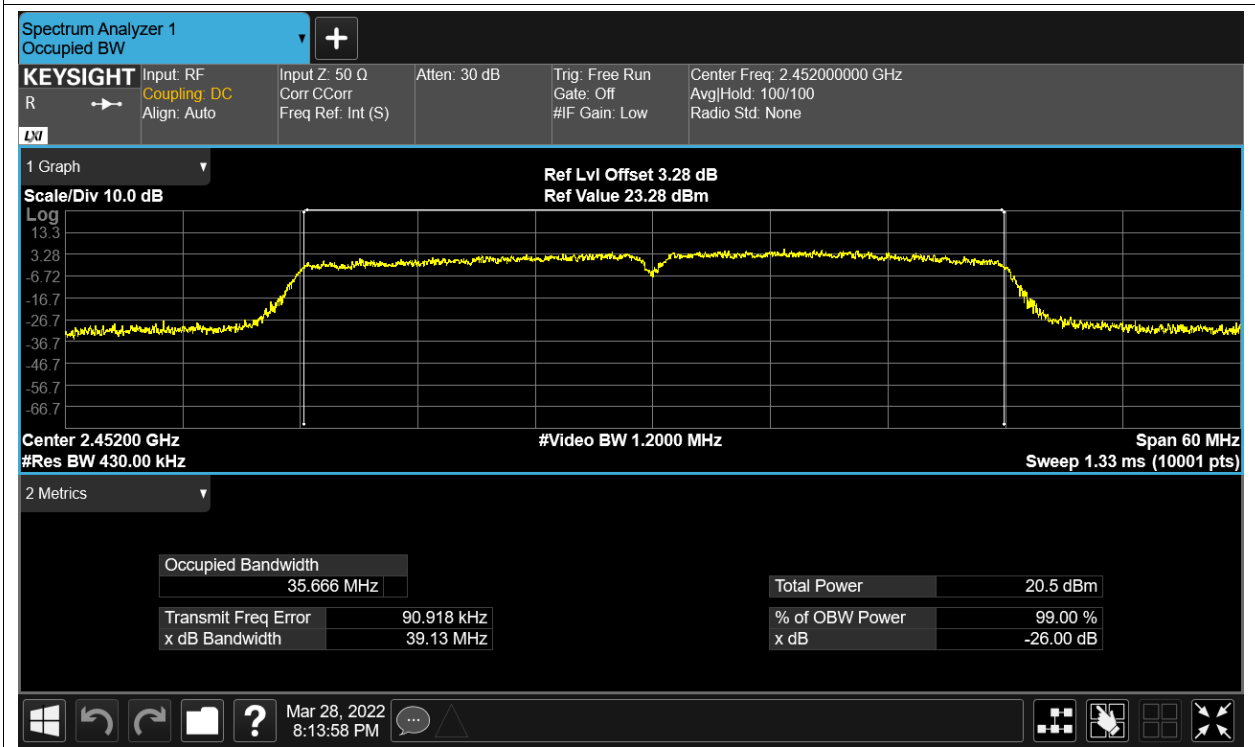 Spectrum Analyzer 1
Occupied BW
KEYSIGHT
R
LXI
Input: RF
Coupling: DC
Align: Auto
Input Z: 50 Ω
Corr CCorr
Freq Ref: Int (S)
Atten: 30 dB
Trig: Free Run
Gate: Off
#IF Gain: Low
Center Freq: 2.452000000 GHz
Avg|Hold: 100/100
Radio Std: None
1 Graph
Scale/Div 10.0 dB
Ref Lvl Offset 3.28 dB
Ref Value 23.28 dBm
Log
13.3
3.28
-6.72
-16.7
-26.7
-36.7
-46.7
-56.7
-66.7
Center 2.45200 GHz
#Video BW 1.2000 MHz
Span 60 MHz
#Res BW 430.00 kHz
Sweep 1.33 ms (10001 pts)
2 Metrics
Occupied Bandwidth
35.666 MHz
Total Power 20.5 dBm
Transmit Freq Error 90.918 kHz
% of OBW Power 99.00 %
x dB Bandwidth 39.13 MHz
x dB -26.00 dB
?
Mar 28, 2022
8:13:58 PM